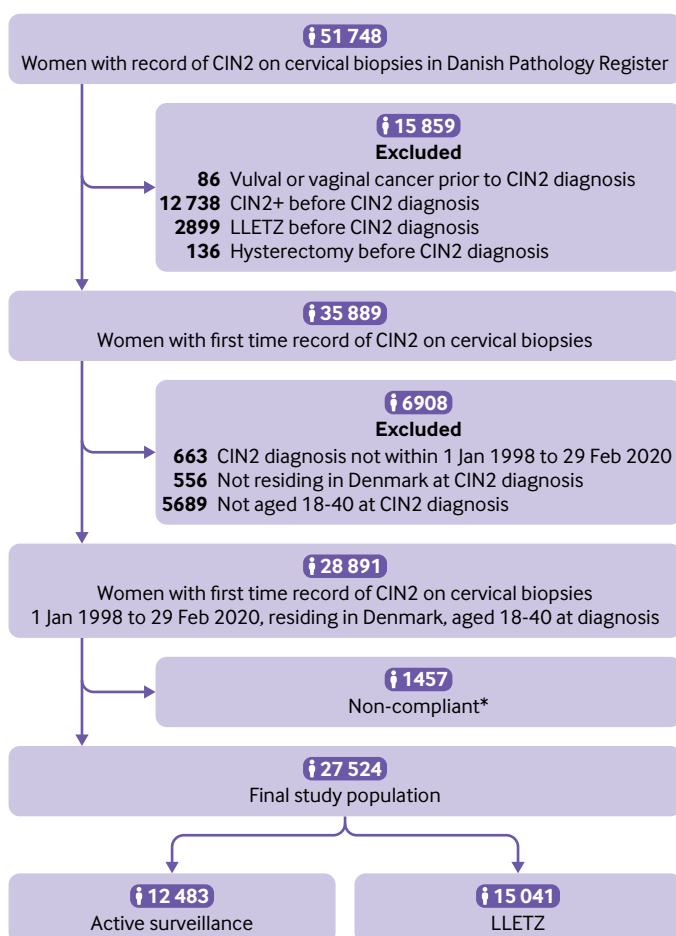 51 748
Women with record of CIN2 on cervical biopsies in Danish Pathology Register
15 859
Excluded
86 Vulval or vaginal cancer prior to CIN2 diagnosis
12 738 CIN2+ before CIN2 diagnosis
2899 LLETZ before CIN2 diagnosis
136 Hysterectomy before CIN2 diagnosis
35 889
Women with first time record of CIN2 on cervical biopsies
6908
Excluded
663 CIN2 diagnosis not within 1 Jan 1998 to 29 Feb 2020
556 Not residing in Denmark at CIN2 diagnosis
5689 Not aged 18-40 at CIN2 diagnosis
28 891
Women with first time record of CIN2 on cervical biopsies
1 Jan 1998 to 29 Feb 2020, residing in Denmark, aged 18-40 at diagnosis
1457
Non-compliant*
27 524
Final study population
12 483
Active surveillance
15 041
LLETZ